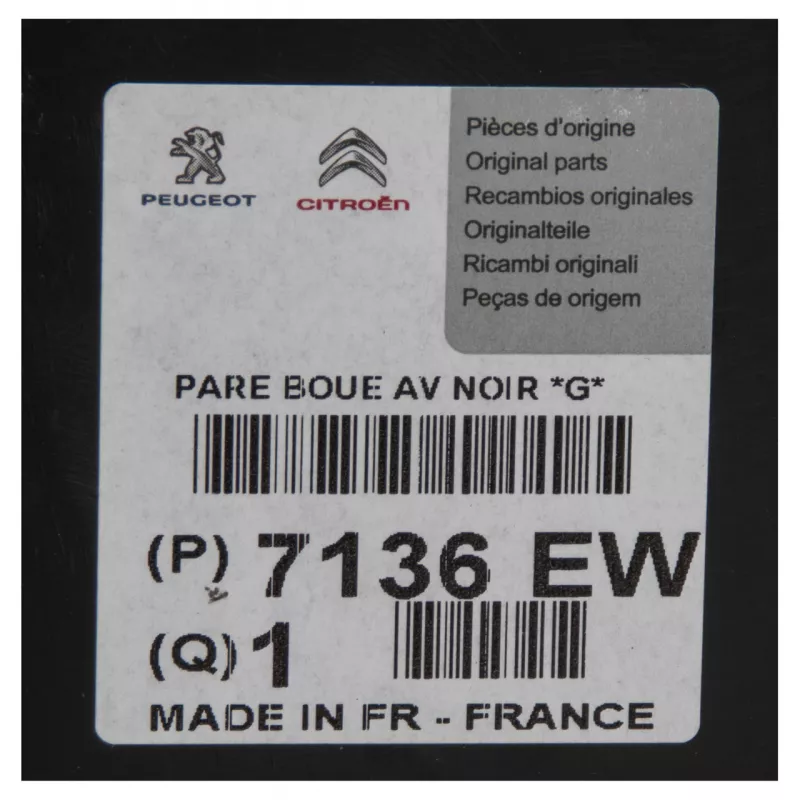 PEUGEOT
CITROËN
Pièces d'origine
Original parts
Recambios originales
Originalteile
Ricambi originali
Peças de origem
PARE BOUE AV NOIR *G*
(P) 7136 EW
(Q) 1
MADE IN FR - FRANCE